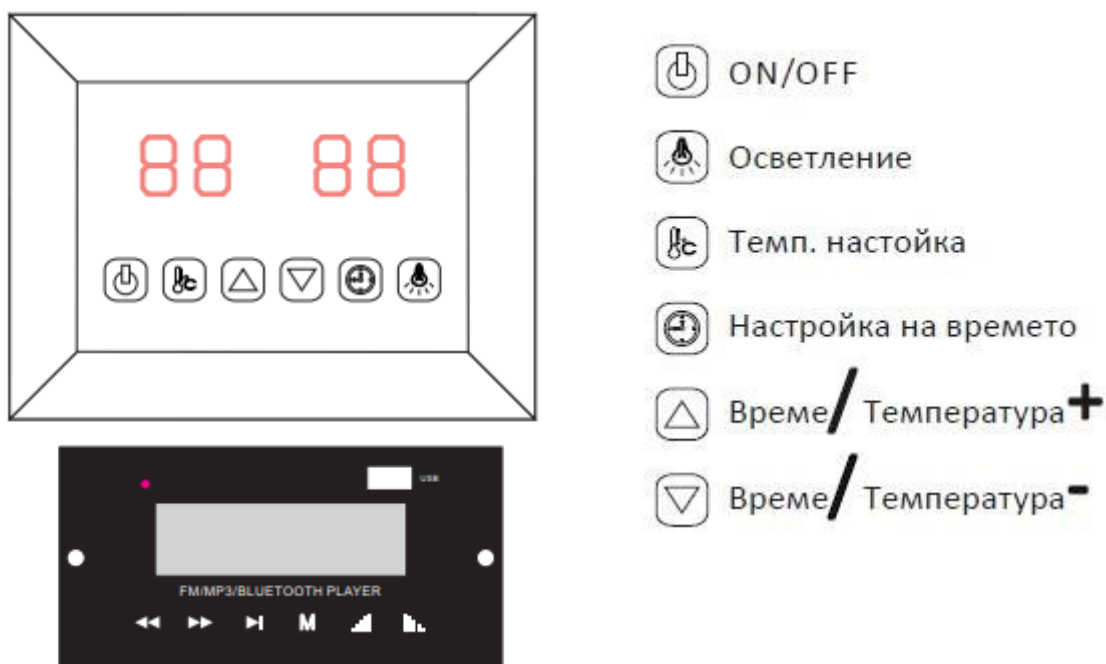 88 88
USB
FM/MP3/BLUETOOTH PLAYER
M
ON/OFF
Осветление
Темп. настойка
Настройка на времето
Време/Температура+
Време/Температура-